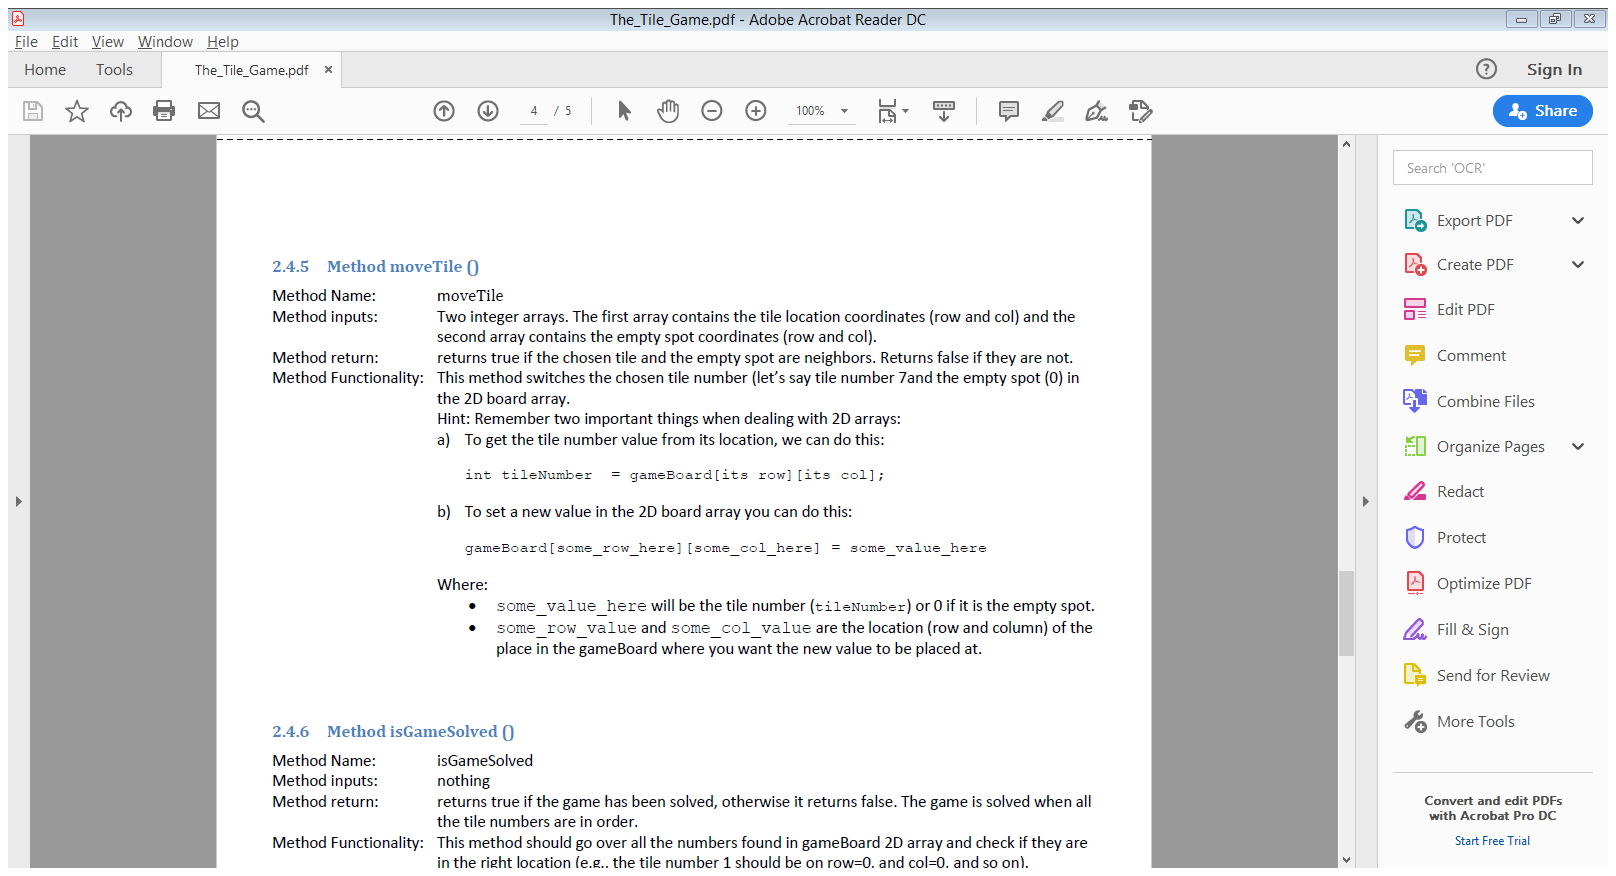 The_Tile_Game.pdf - Adobe Acrobat Reader DC
File Edit View Window Help
Home Tools The_Tile_Game.pdf × Sign In
4 / 5 100% Share
Search 'OCR'
Export PDF
Create PDF
Edit PDF
Comment
Combine Files
Organize Pages
Redact
Protect
Optimize PDF
Fill & Sign
Send for Review
More Tools
Convert and edit PDFs
with Acrobat Pro DC
Start Free Trial
2.4.5 Method moveTile ()
Method Name: moveTile
Method inputs: Two integer arrays. The first array contains the tile location coordinates (row and col) and the
second array contains the empty spot coordinates (row and col).
Method return: returns true if the chosen tile and the empty spot are neighbors. Returns false if they are not.
Method Functionality: This method switches the chosen tile number (let's say tile number 7and the empty spot (0) in
the 2D board array.
Hint: Remember two important things when dealing with 2D arrays:
a) To get the tile number value from its location, we can do this:
int tileNumber = gameBoard[its row][its col];
b) To set a new value in the 2D board array you can do this:
gameBoard[some_row_here][some_col_here] = some_value_here
Where:
• some_value_here will be the tile number (tileNumber) or 0 if it is the empty spot.
• some_row_value and some_col_value are the location (row and column) of the
place in the gameBoard where you want the new value to be placed at.
2.4.6 Method isGameSolved ()
Method Name: isGameSolved
Method inputs: nothing
Method return: returns true if the game has been solved, otherwise it returns false. The game is solved when all
the tile numbers are in order.
Method Functionality: This method should go over all the numbers found in gameBoard 2D array and check if they are
in the right location (e.g., the tile number 1 should be on row=0, and col=0, and so on).